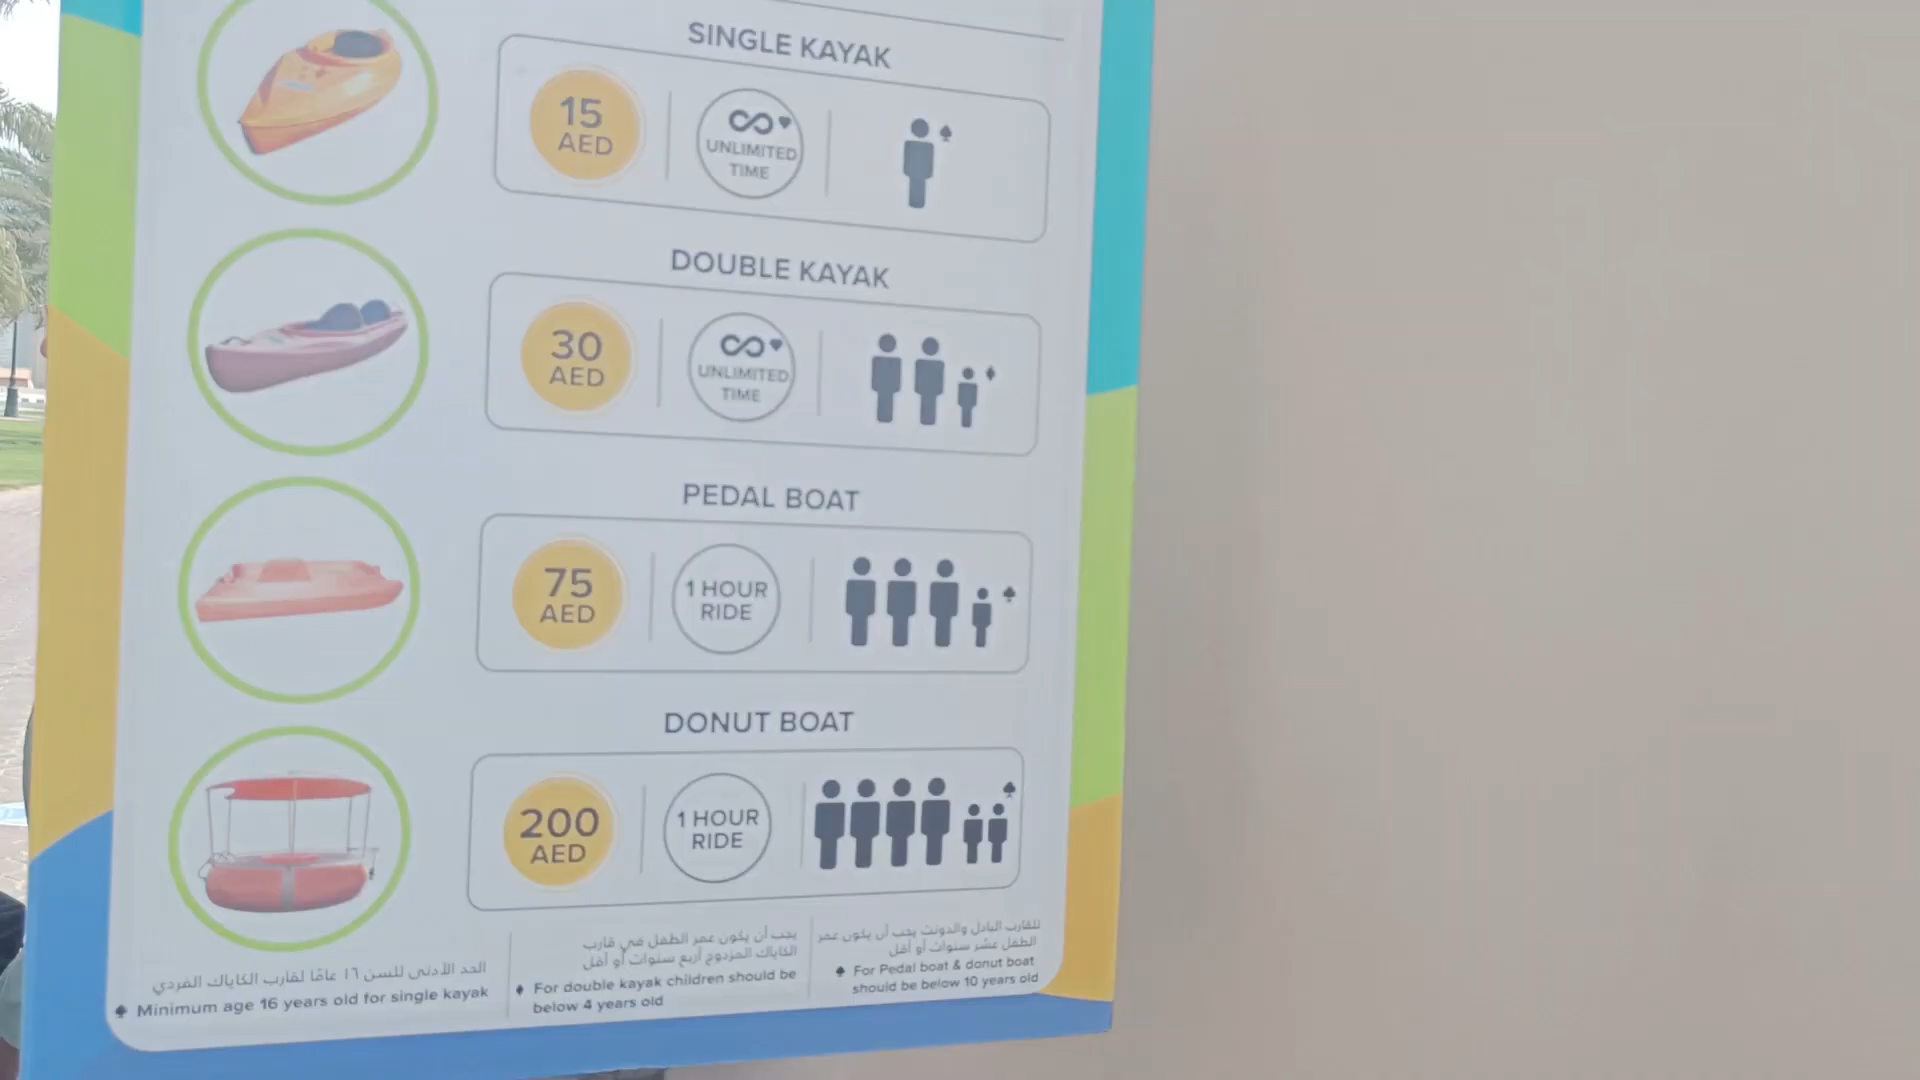 SINGLE KAYAK
15
AED
UNLIMITED
TIME
DOUBLE KAYAK
30
AED
UNLIMITED
TIME
PEDAL BOAT
75
AED
1 HOUR
RIDE
DONUT BOAT
200
AED
1 HOUR
RIDE
الحد الأدنى للسن ١٦ عامًا لقارب الكاياك الفردي
Minimum age 16 years old for single kayak
يجب أن يكون عمر الطفل في قارب
الكاياك المزدوج أربع سنوات أو أقل
For double kayak children should be
below 4 years old
للقارب البادل والدونت يجب أن يكون عمر
الطفل عشر سنوات أو أقل
For Pedal boat & donut boat
should be below 10 years old